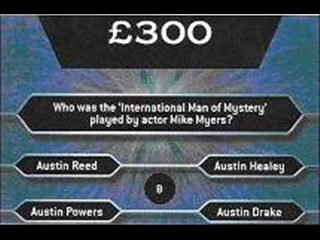 £300
Who was the 'International Man of Mystery'
played by actor Mike Myers?
Austin Reed
Austin Healey
8
Austin Powers
Austin Drake